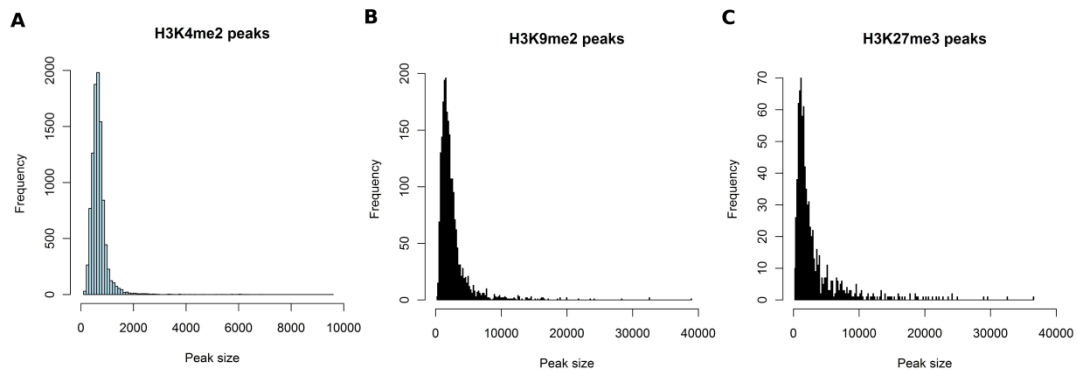 A
H3K4me2 peaks
Frequency
2000
1500
1000
500
0
0 2000 4000 6000 8000 10000
Peak size
B
H3K9me2 peaks
Frequency
200
150
100
50
0
0 10000 20000 30000 40000
Peak size
C
H3K27me3 peaks
Frequency
70
60
50
40
30
20
10
0
0 10000 20000 30000 40000
Peak size